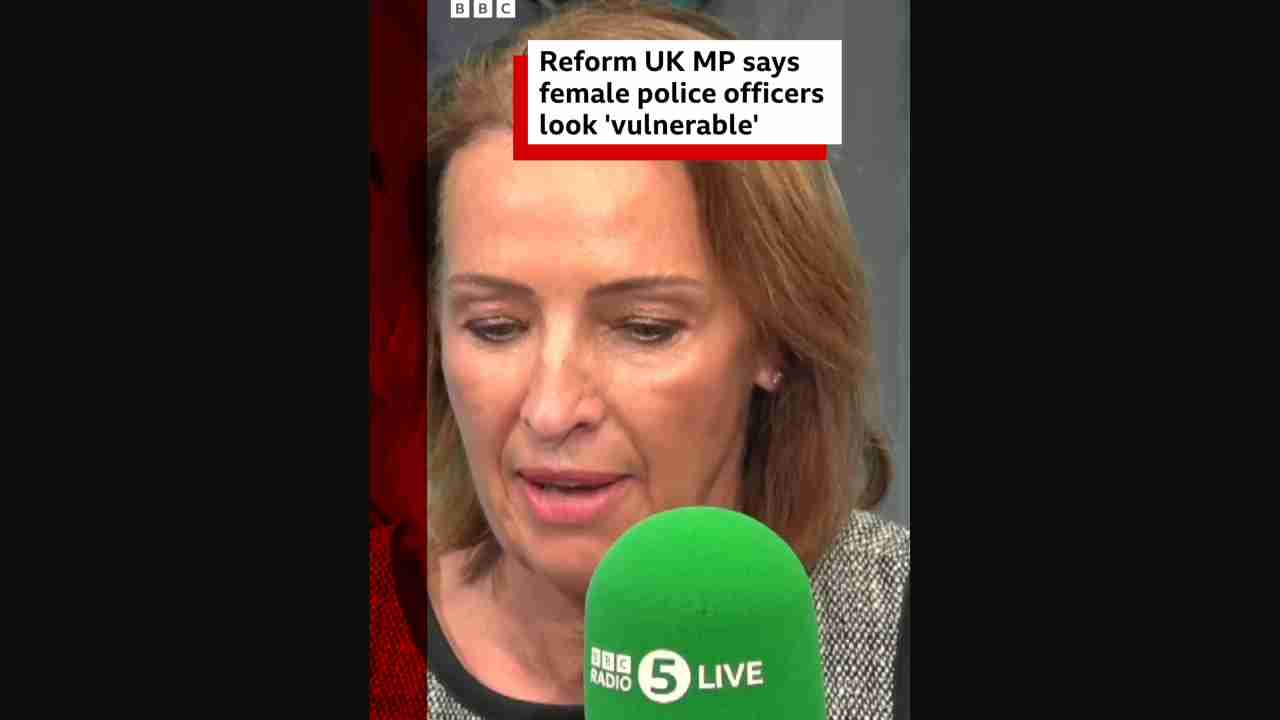 BBC
Reform UK MP says
female police officers
look 'vulnerable'
BBC
RADIO 5 LIVE